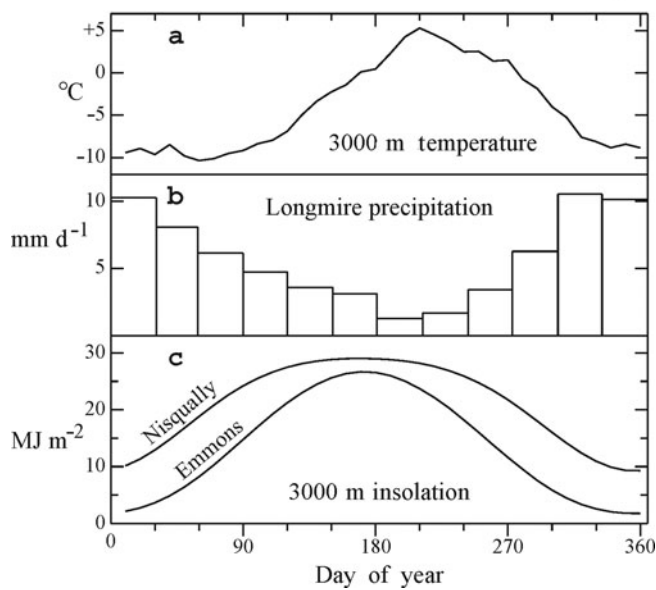 +5
a
0
°C
-5
3000 m temperature
-10
b
10
Longmire precipitation
mm d⁻¹
5
30
c
Nisqually
20
MJ m⁻²
Emmons
10
3000 m insolation
0
0 90 180 270 360
Day of year